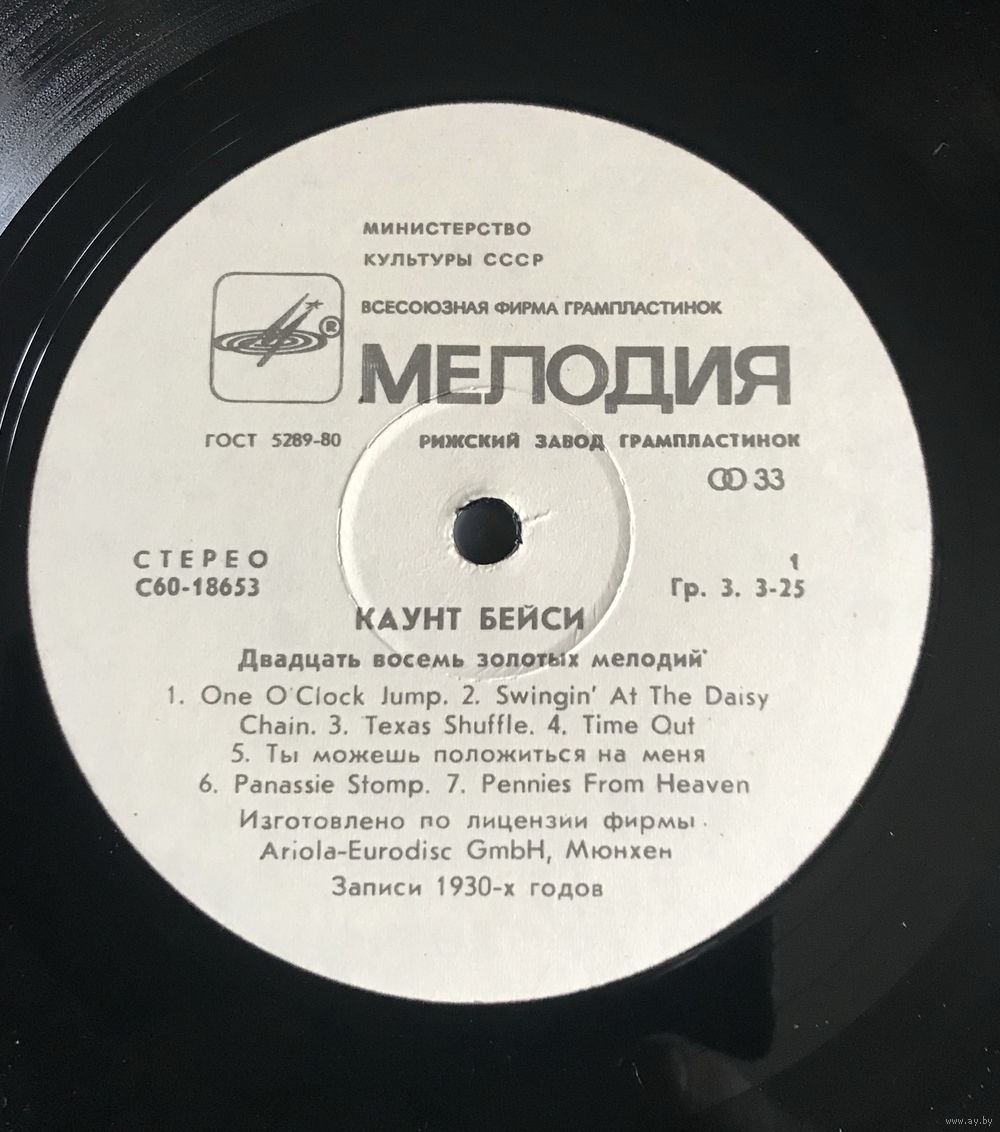 МИНИСТЕРСТВО
КУЛЬТУРЫ СССР
ВСЕСОЮЗНАЯ ФИРМА ГРАМПЛАСТИНОК
®
МЕЛОДИЯ
ГОСТ 5289-80 РИЖСКИЙ ЗАВОД ГРАМПЛАСТИНОК
33
СТЕРЕО 1
С60-18653 Гр. 3. 3-25
КАУНТ БЕЙСИ
Двадцать восемь золотых мелодий
1. One O'Clock Jump. 2. Swingin' At The Daisy
Chain. 3. Texas Shuffle. 4. Time Out
5. Ты можешь положиться на меня
6. Panassie Stomp. 7. Pennies From Heaven
Изготовлено по лицензии фирмы
Ariola-Eurodisc GmbH, Мюнхен
Записи 1930-х годов
www.ay.by